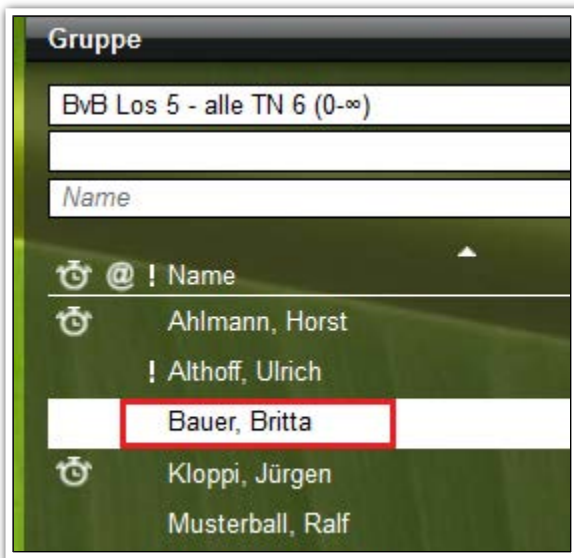 Gruppe
BvB Los 5 - alle TN 6 (0-∞)
Name
@ ! Name
Ahlmann, Horst
! Althoff, Ulrich
Bauer, Britta
Kloppi, Jürgen
Musterball, Ralf